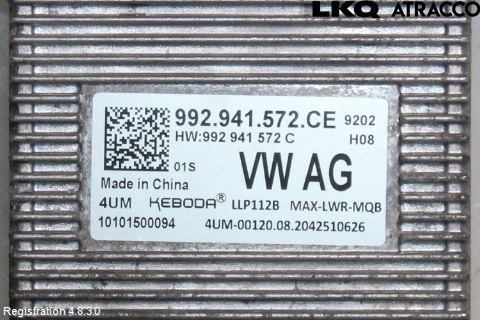 LKQ ATRACCO
992.941.572.CE 9202
HW:992 941 572 C H08
01S
VW AG
Made in China
4UM KEBODA® LLP112B MAX-LWR-MQB
10101500094 4UM-00120.08.2042510626
Registration 4.8.3.0